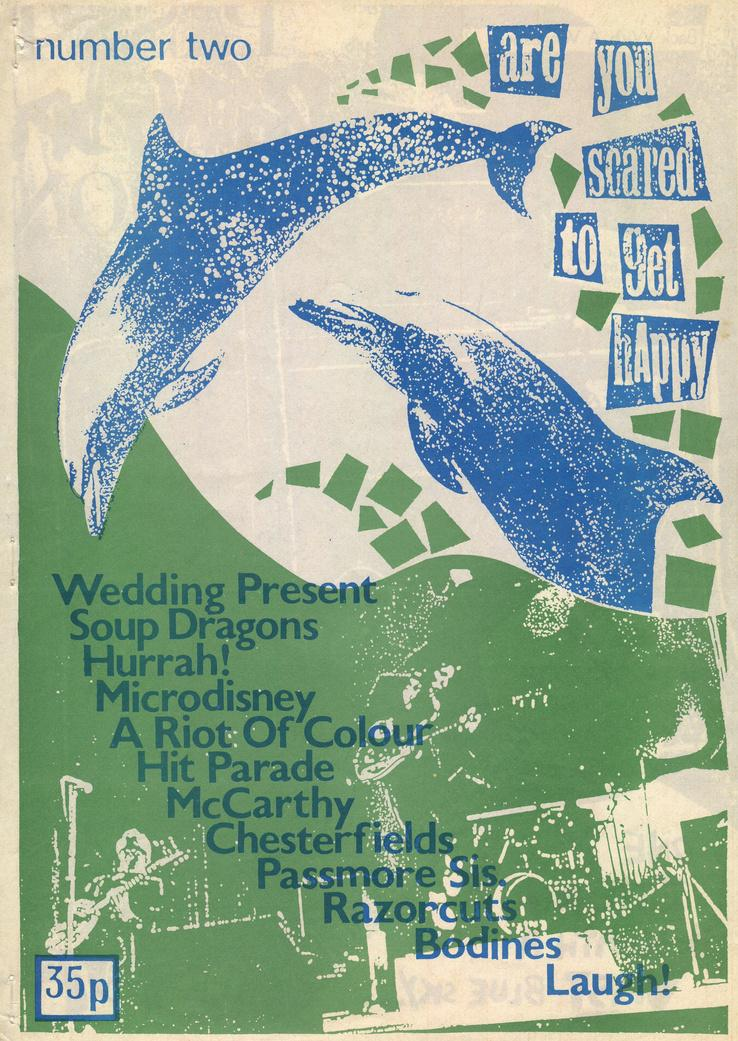 number two
are you
scared
to get
hAppy
Wedding Present
Soup Dragons
Hurrah!
Microdisney
A Riot Of Colour
Hit Parade
McCarthy
Chesterfields
Passmore Sis.
Razorcuts
Bodines
Laugh!
35p